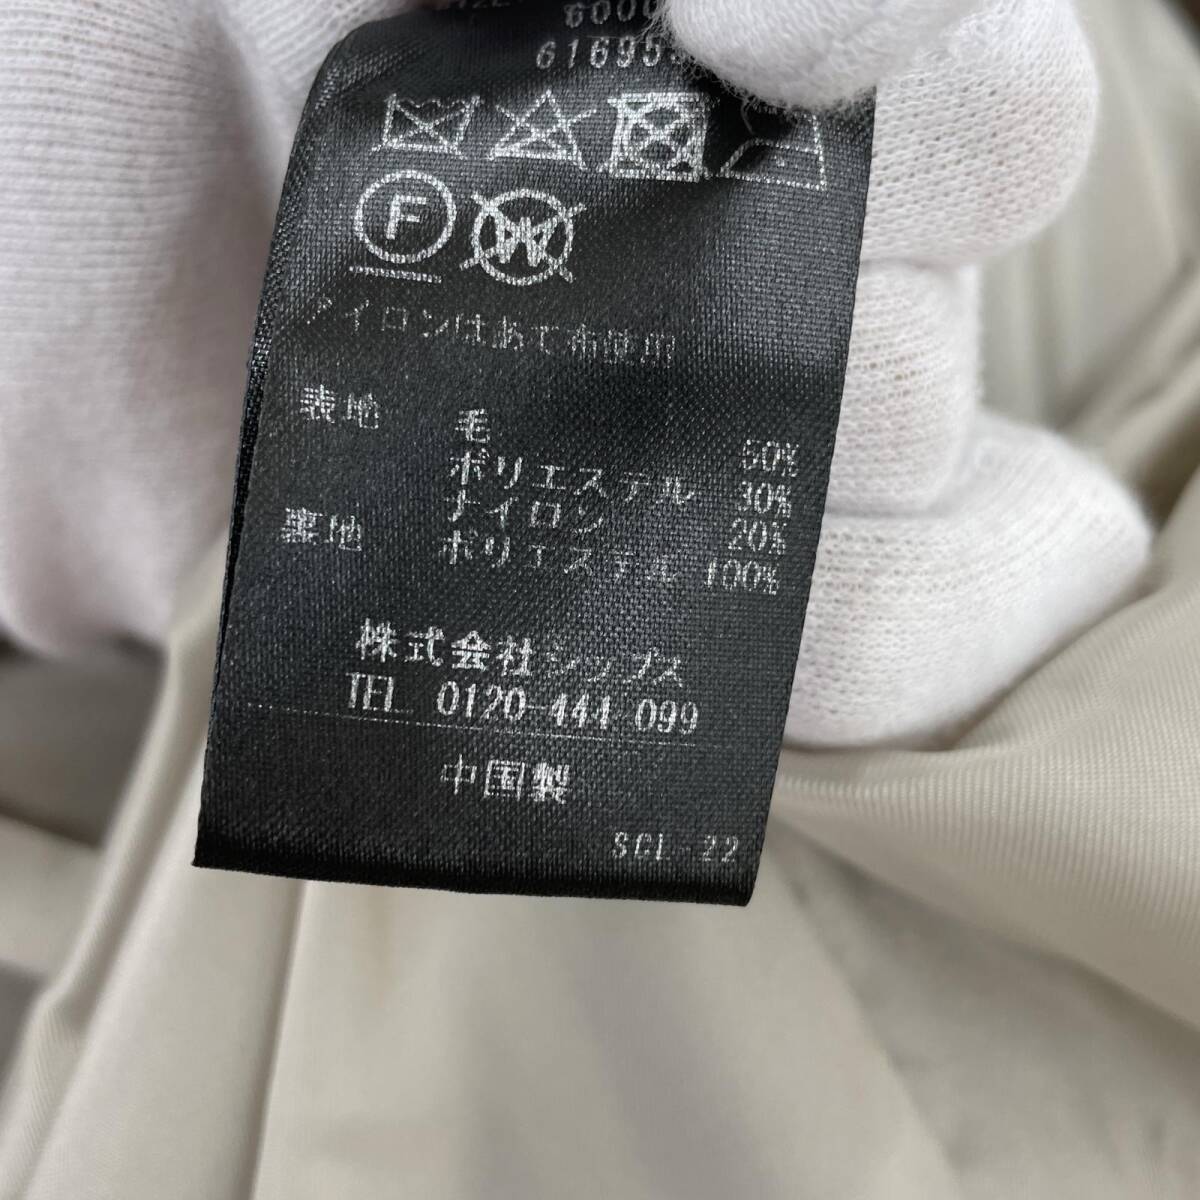 6169
F
W
アイロンはあて布使用
表地 毛 50%
ポリエステル 30%
ナイロン 20%
裏地 ポリエステル 100%
株式会社シップス
TEL 0120-444-099
中国製
SCL-22